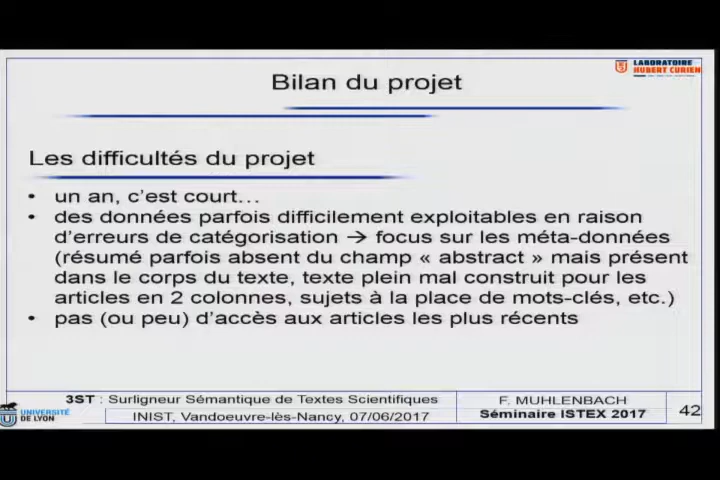 LABORATOIRE
HUBERT CURIEN
Bilan du projet
Les difficultés du projet
• un an, c'est court…
• des données parfois difficilement exploitables en raison
d'erreurs de catégorisation → focus sur les méta-données
(résumé parfois absent du champ « abstract » mais présent
dans le corps du texte, texte plein mal construit pour les
articles en 2 colonnes, sujets à la place de mots-clés, etc.)
• pas (ou peu) d'accès aux articles les plus récents
UNIVERSITÉ
DE LYON
3ST : Surligneur Sémantique de Textes Scientifiques
INIST, Vandoeuvre-lès-Nancy, 07/06/2017
F. MUHLENBACH
Séminaire ISTEX 2017
42